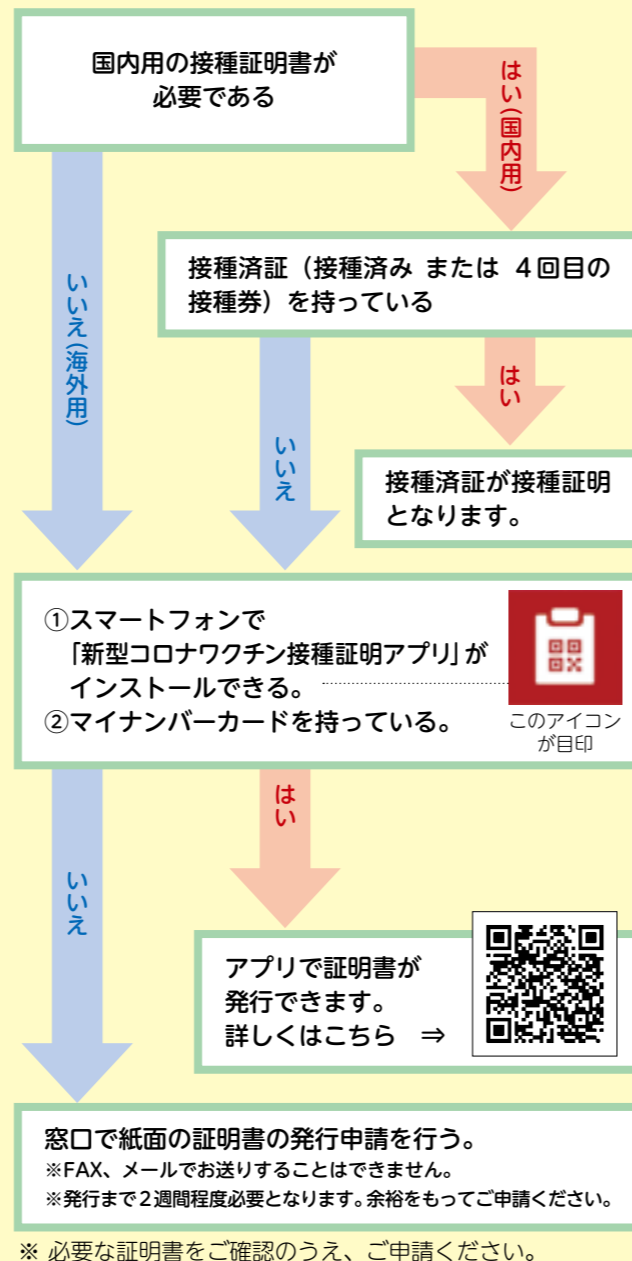 国内用の接種証明書が
必要である
はい(国内用)
いいえ(海外用)
接種済証（接種済み または ４回目の
接種券）を持っている
はい
いいえ
接種済証が接種証明
となります。
①スマートフォンで
「新型コロナワクチン接種証明アプリ」が
インストールできる。
②マイナンバーカードを持っている。
このアイコン
が目印
はい
いいえ
アプリで証明書が
発行できます。
詳しくはこちら　⇒
窓口で紙面の証明書の発行申請を行う。
※FAX、メールでお送りすることはできません。
※発行まで２週間程度必要となります。余裕をもってご申請ください。
※ 必要な証明書をご確認のうえ、ご申請ください。